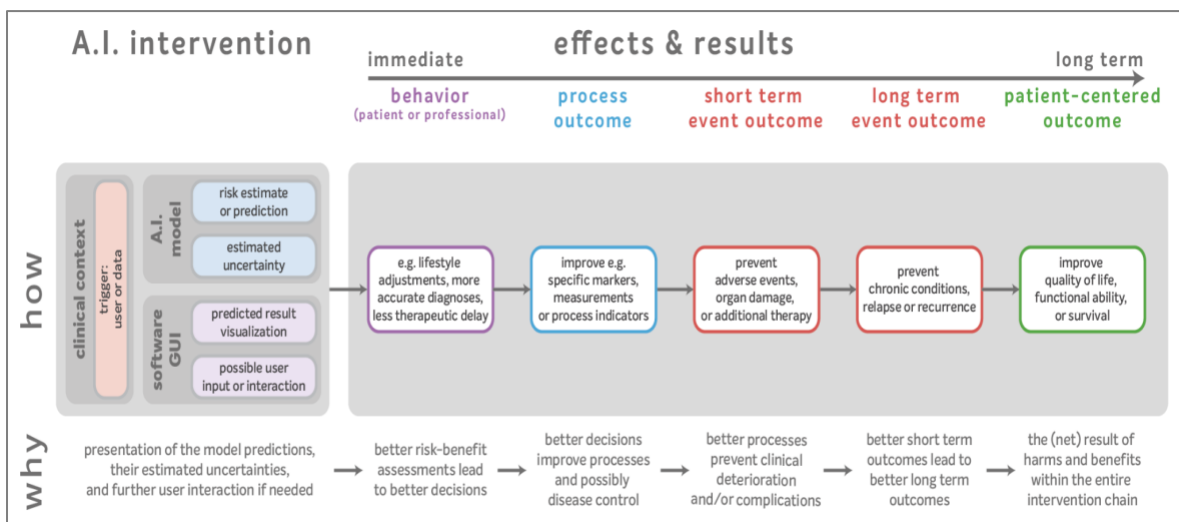 A.I. intervention
effects & results
immediate
long term
behavior
(patient or professional)
process
outcome
short term
event outcome
long term
event outcome
patient-centered
outcome
how
clinical context
trigger:
user or data
A.I.
model
risk estimate
or prediction
estimated
uncertainty
software
GUI
predicted result
visualization
possible user
input or interaction
e.g. lifestyle
adjustments, more
accurate diagnoses,
less therapeutic delay
improve e.g.
specific markers,
measurements
or process indicators
prevent
adverse events,
organ damage,
or additional therapy
prevent
chronic conditions,
relapse or recurrence
improve
quality of life,
functional ability,
or survival
why
presentation of the model predictions,
their estimated uncertainties,
and further user interaction if needed
better risk-benefit
assessments lead
to better decisions
better decisions
improve processes
and possibly
disease control
better processes
prevent clinical
deterioration
and/or complications
better short term
outcomes lead to
better long term
outcomes
the (net) result of
harms and benefits
within the entire
intervention chain